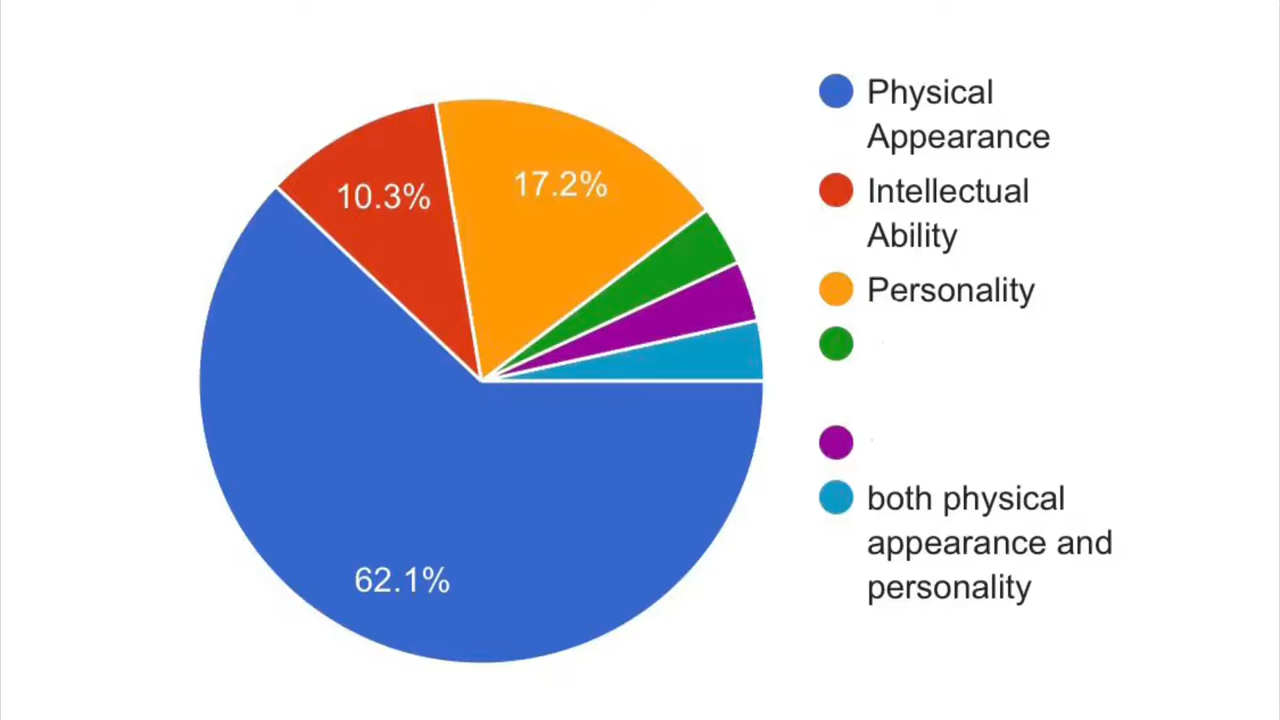 10.3%
17.2%
62.1%
Physical
Appearance
Intellectual
Ability
Personality
both physical
appearance and
personality